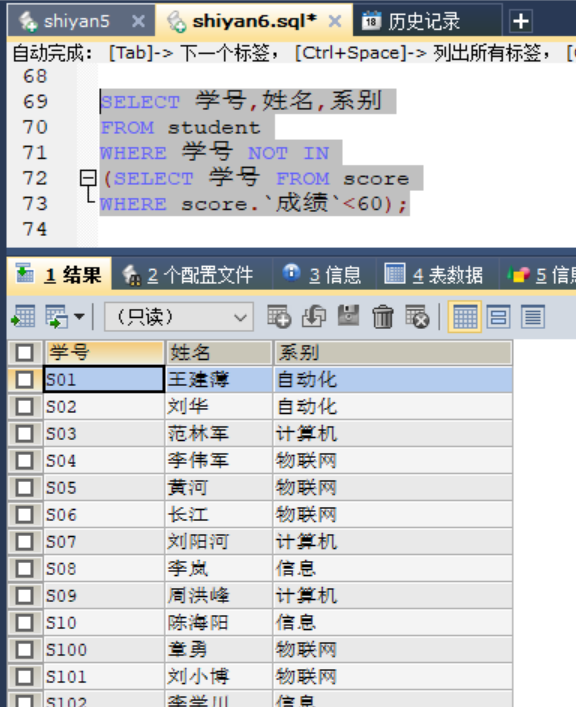 shiyan5 shiyan6.sql* 18 历史记录
自动完成: [Tab]-> 下一个标签, [Ctrl+Space]-> 列出所有标签, [
68
69 SELECT 学号,姓名,系别
70 FROM student
71 WHERE 学号 NOT IN
72 (SELECT 学号 FROM score
73 WHERE score.`成绩`<60);
74
1 结果 2 个配置文件 3 信息 4 表数据 5 信息
(只读)
学号 姓名 系别
S01 王建薄 自动化
S02 刘华 自动化
S03 范林军 计算机
S04 李伟军 物联网
S05 黄河 物联网
S06 长江 物联网
S07 刘阳河 计算机
S08 李岚 信息
S09 周洪峰 计算机
S10 陈海阳 信息
S100 章勇 物联网
S101 刘小博 物联网
S102 李学川 信息